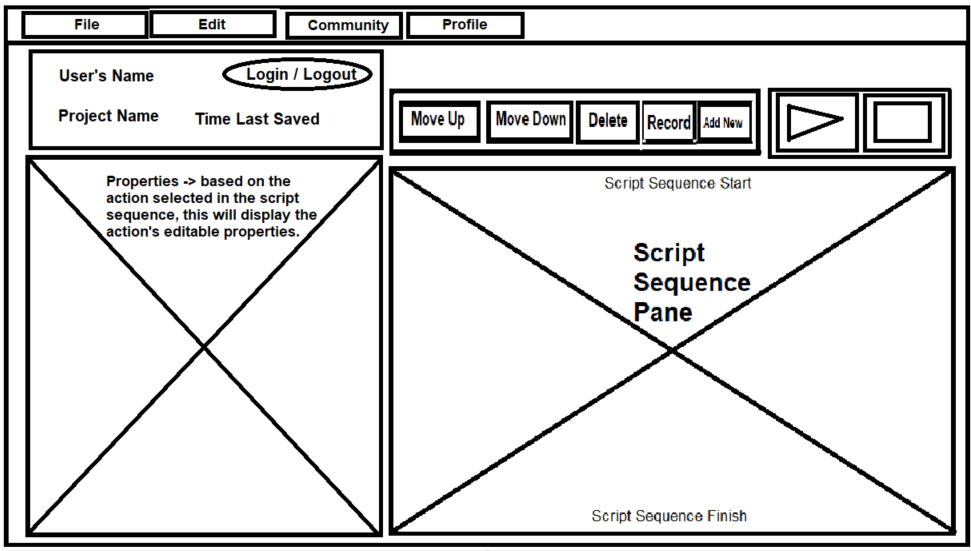 File Edit Community Profile
User's Name Login / Logout
Project Name Time Last Saved
Move Up Move Down Delete Record Add New
Properties -> based on the
action selected in the script
sequence, this will display the
action's editable properties.
Script Sequence Start
Script
Sequence
Pane
Script Sequence Finish